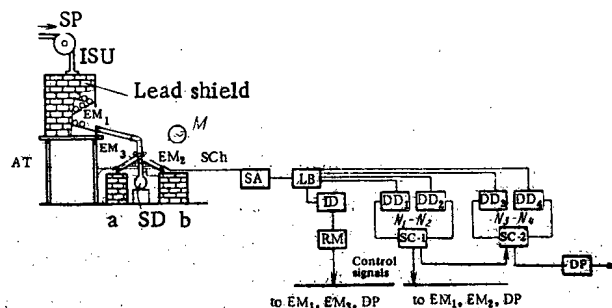 SP
ISU
Lead shield
EM1
EM3
EM2
M
AT
SCh
a SD b
SA
LB
ID
RM
DD1 DD2
N1-N2
SC-1
DD3 DD4
N3-N4
SC-2
DP
Control
signals
to EM1, EM3, DP
to EM1, EM2, DP